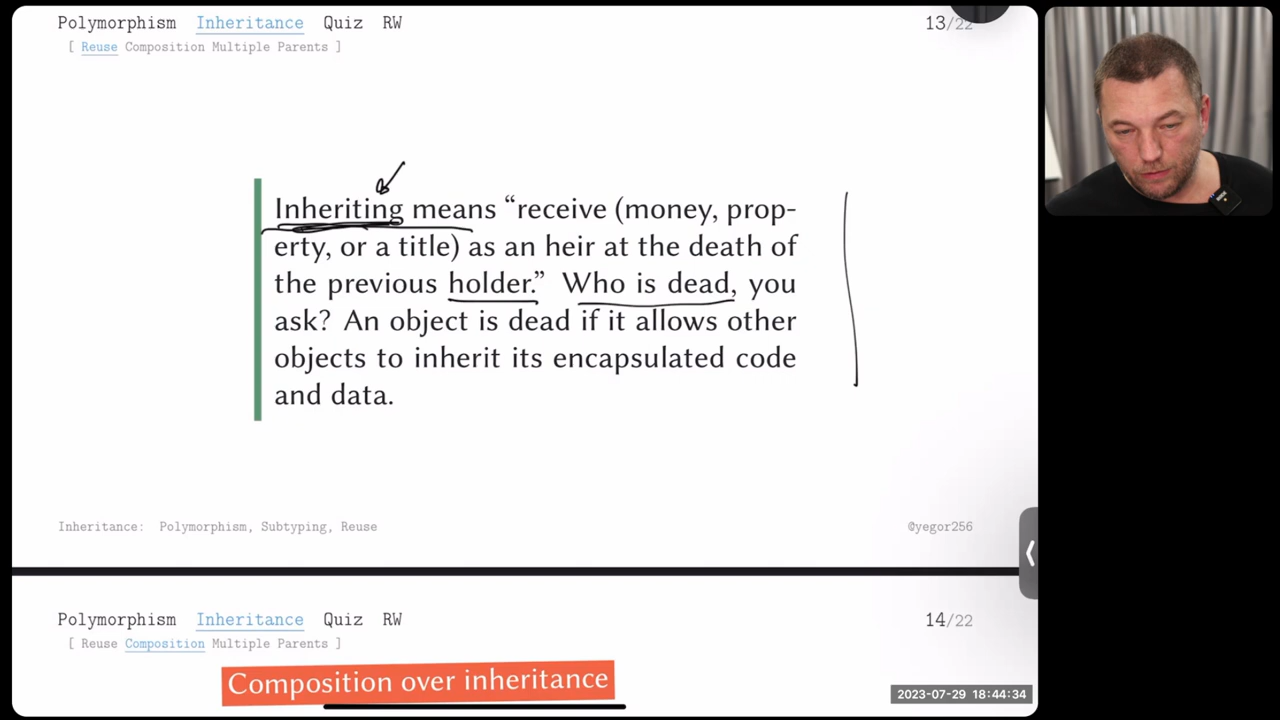 Polymorphism Inheritance Quiz RW 13/22
[ Reuse Composition Multiple Parents ]
Inheriting means “receive (money, prop-
erty, or a title) as an heir at the death of
the previous holder.” Who is dead, you
ask? An object is dead if it allows other
objects to inherit its encapsulated code
and data.
Inheritance: Polymorphism, Subtyping, Reuse @yegor256
Polymorphism Inheritance Quiz RW 14/22
[ Reuse Composition Multiple Parents ]
Composition over inheritance
2023-07-29 18:44:34